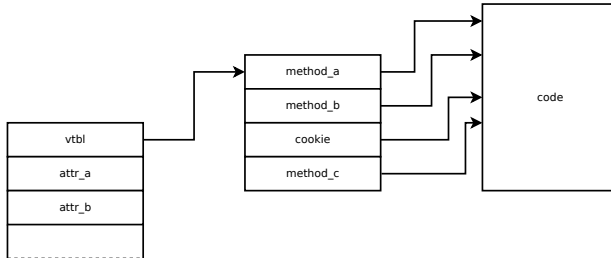 vtbl
attr_a
attr_b
method_a
method_b
cookie
method_c
code